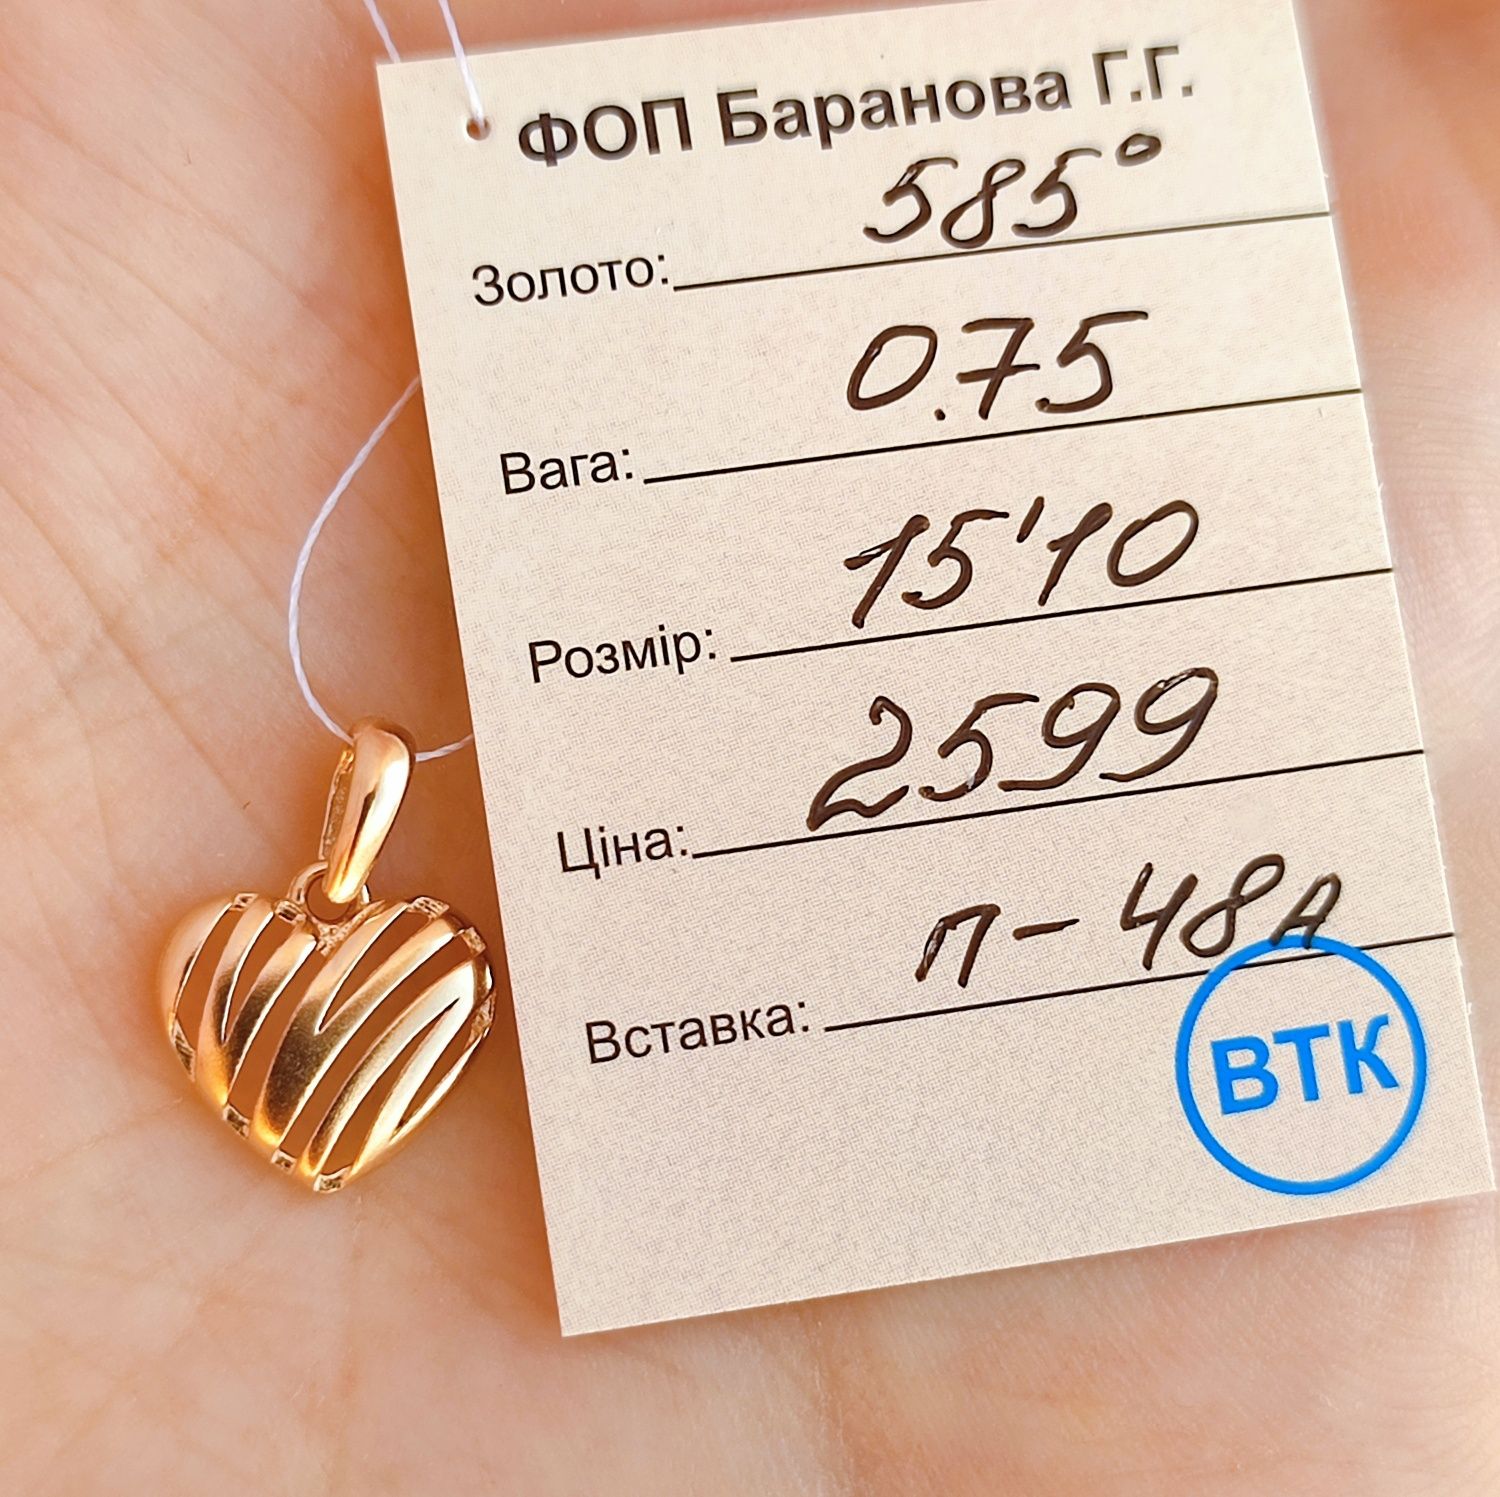 ФОП Баранова Г.Г.
Золото: 585°
Вага: 0.75
Розмір: 15'10
Ціна: 2599
Вставка: п-48А
ВТК